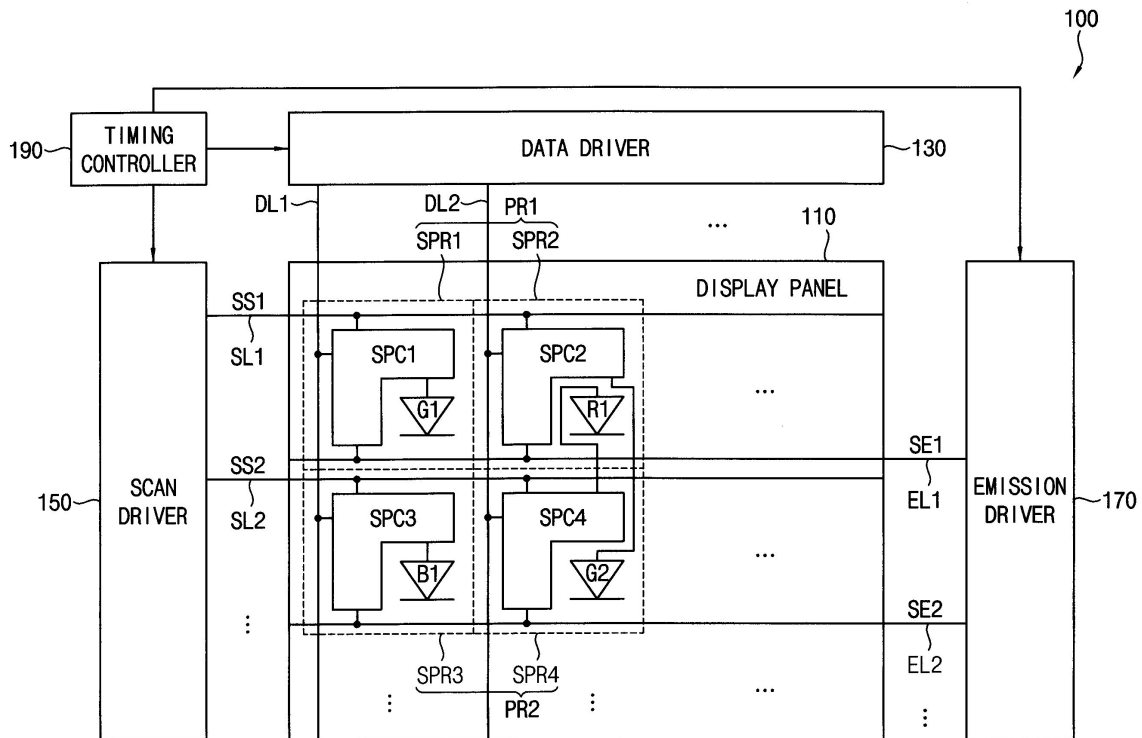 100
TIMING
CONTROLLER
190
DATA DRIVER
130
DL1
DL2
PR1
SPR1
SPR2
...
110
DISPLAY PANEL
SS1
SL1
SPC1
SPC2
G1
R1
...
SE1
EL1
SS2
SL2
SPC3
SPC4
B1
G2
...
SE2
EL2
150
SCAN
DRIVER
EMISSION
DRIVER
170
SPR3
SPR4
PR2
...